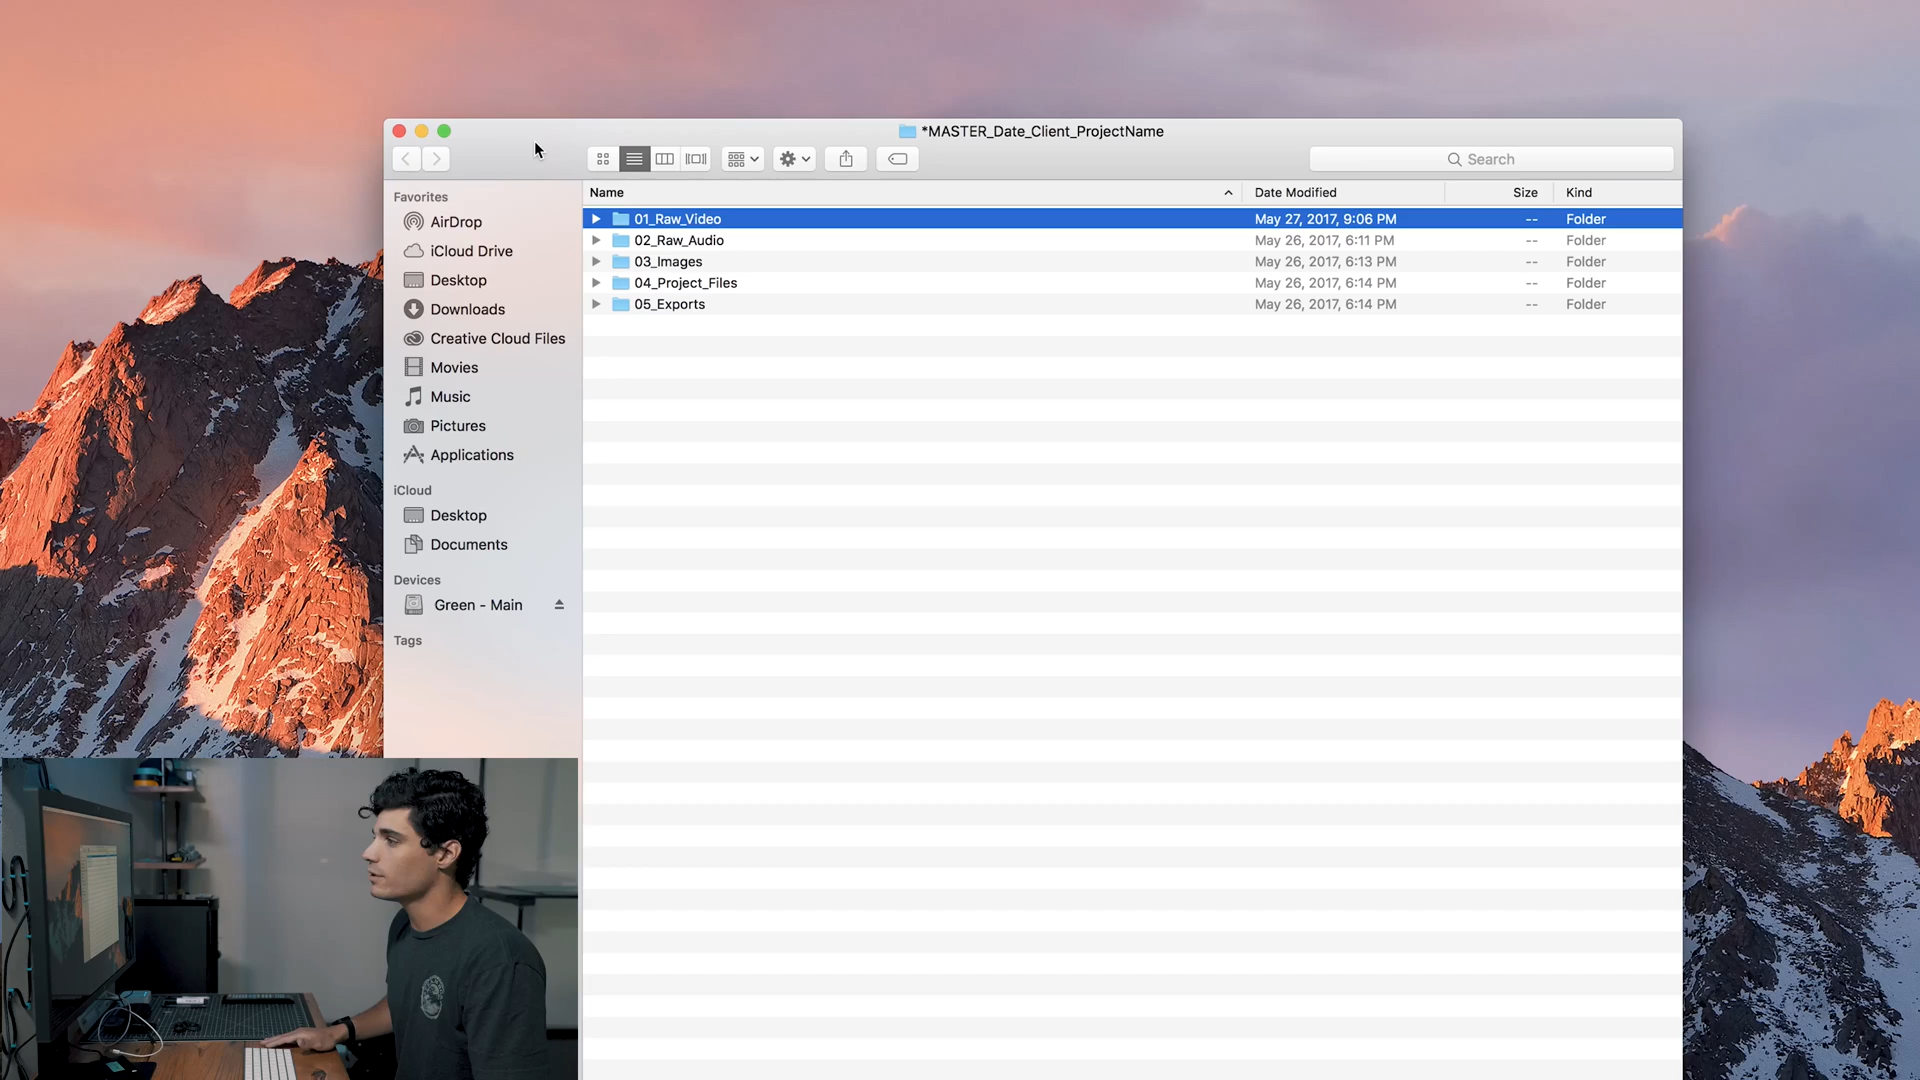 *MASTER_Date_Client_ProjectName
Search
Favorites
AirDrop
iCloud Drive
Desktop
Downloads
Creative Cloud Files
Movies
Music
Pictures
Applications
iCloud
Desktop
Documents
Devices
Green - Main
Tags
Name Date Modified Size Kind
01_Raw_Video May 27, 2017, 9:06 PM -- Folder
02_Raw_Audio May 26, 2017, 6:11 PM -- Folder
03_Images May 26, 2017, 6:13 PM -- Folder
04_Project_Files May 26, 2017, 6:14 PM -- Folder
05_Exports May 26, 2017, 6:14 PM -- Folder